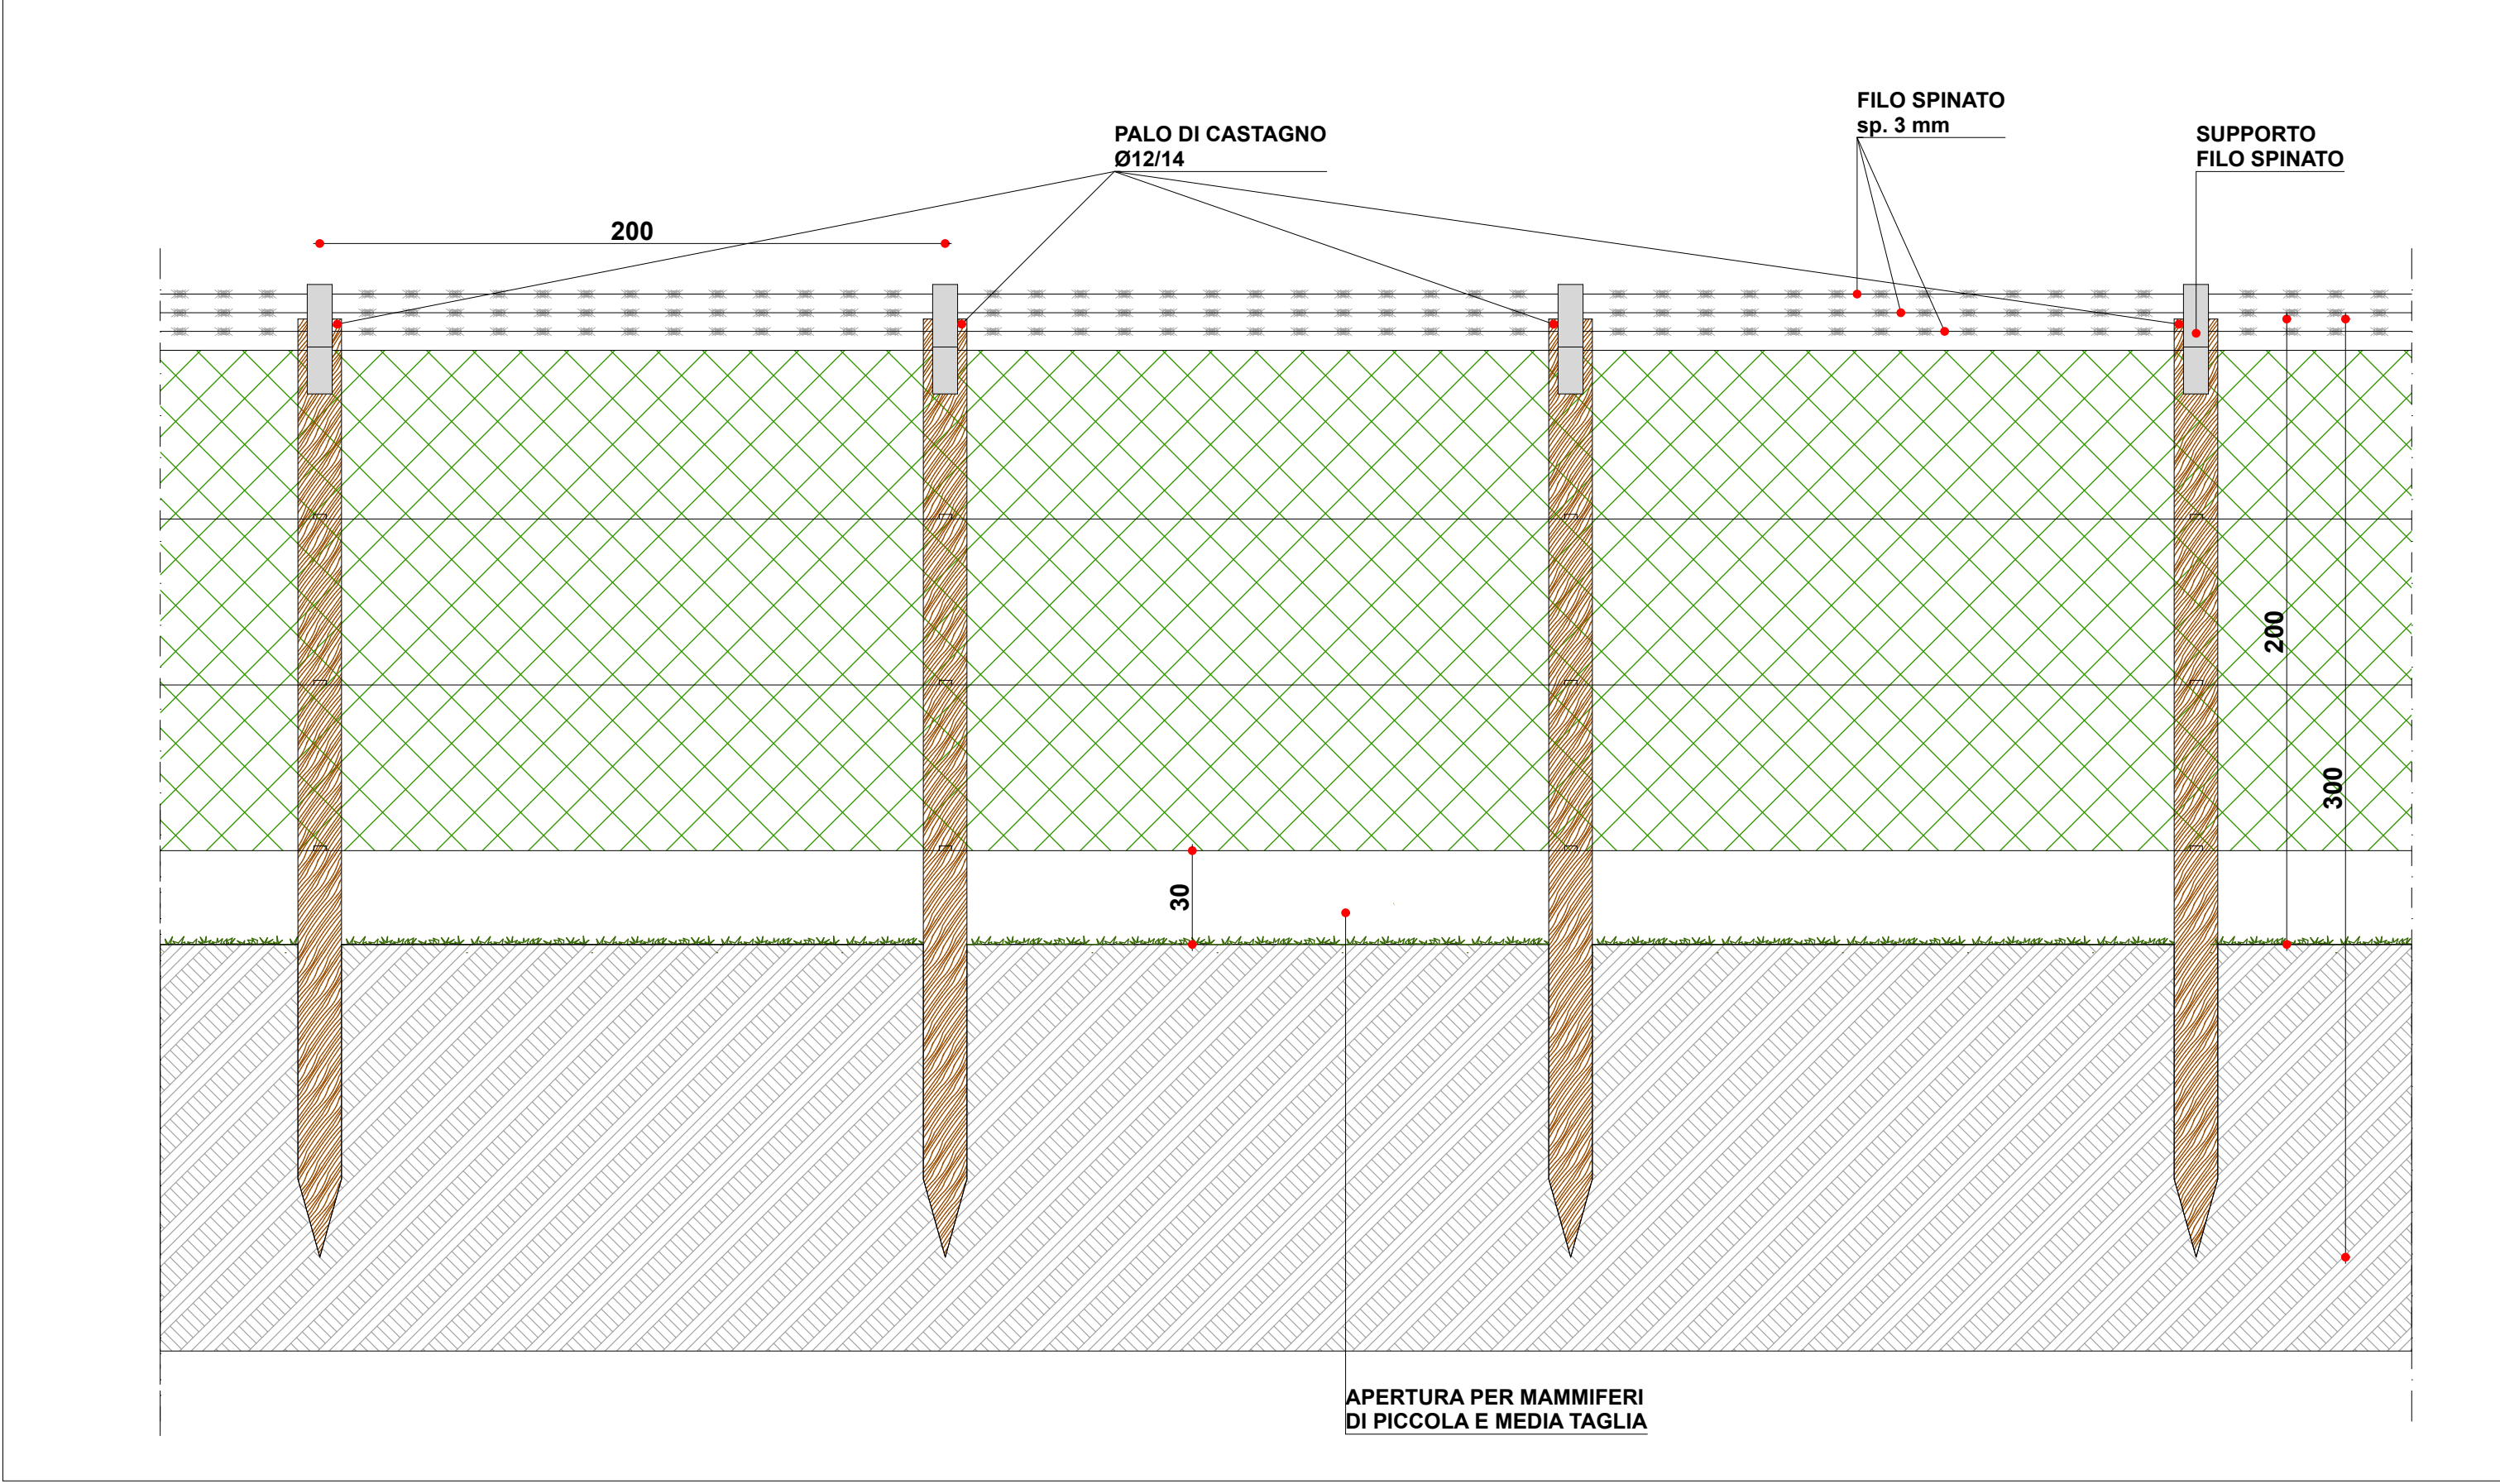 FILO SPINATO
sp. 3 mm
PALO DI CASTAGNO
Ø12/14
SUPPORTO
FILO SPINATO
200
200
300
30
APERTURA PER MAMMIFERI
DI PICCOLA E MEDIA TAGLIA